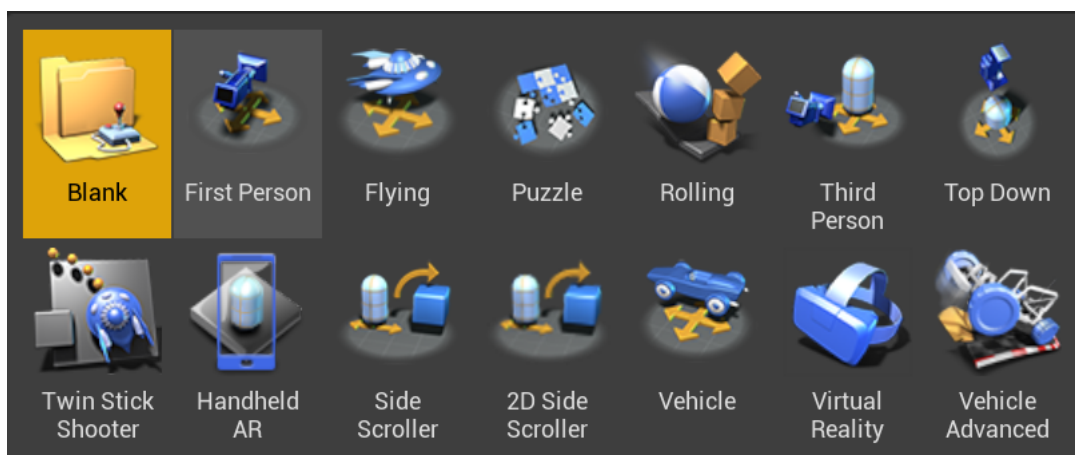 Blank
First Person
Flying
Puzzle
Rolling
Third
Person
Top Down
Twin Stick
Shooter
Handheld
AR
Side
Scroller
2D Side
Scroller
Vehicle
Virtual
Reality
Vehicle
Advanced